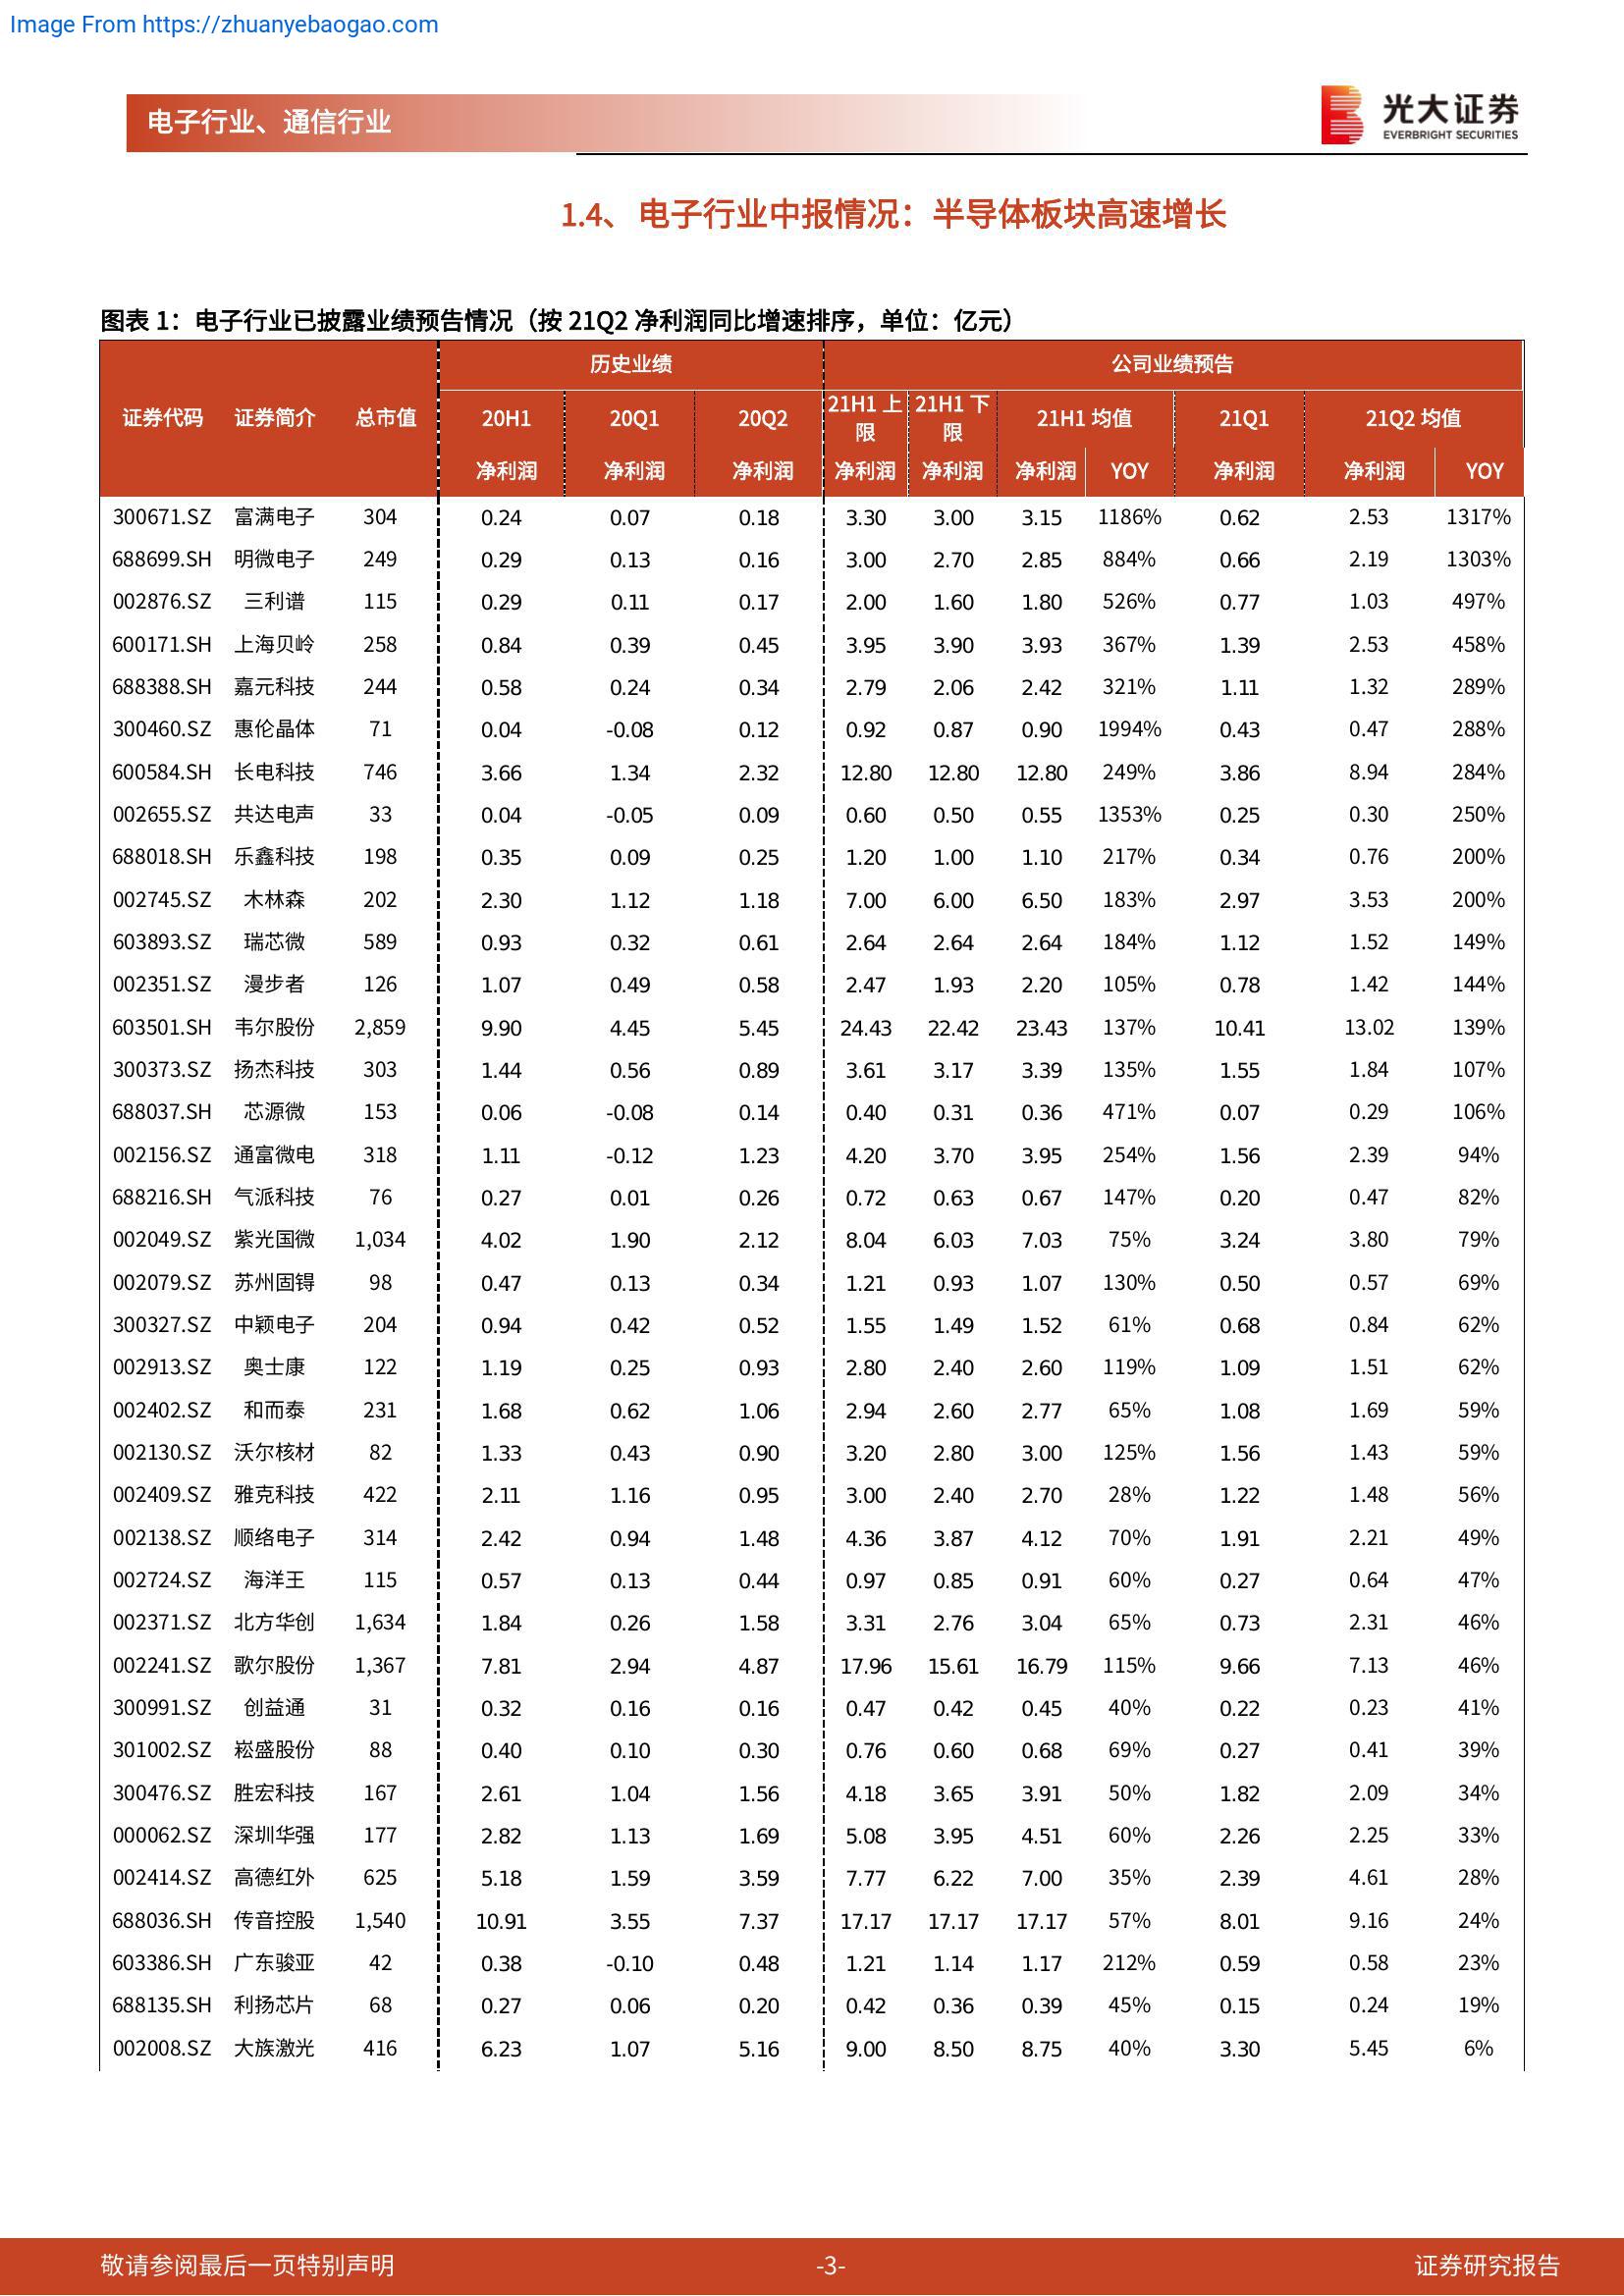 Image From https://zhuanyebaogao.com
电子行业、通信行业
光大证券
EVERBRIGHT SECURITIES
1.4、 电子行业中报情况：半导体板块高速增长
图表 1：电子行业已披露业绩预告情况（按 21Q2 净利润同比增速排序，单位：亿元）
历史业绩 公司业绩预告
证券代码 证券简介 总市值 20H1 20Q1 20Q2 21H1 上限 21H1 下限 21H1 均值 21Q1 21Q2 均值
净利润 净利润 净利润 净利润 净利润 净利润 YOY 净利润 净利润 YOY
300671.SZ 富满电子 304 0.24 0.07 0.18 3.30 3.00 3.15 1186% 0.62 2.53 1317%
688699.SH 明微电子 249 0.29 0.13 0.16 3.00 2.70 2.85 884% 0.66 2.19 1303%
002876.SZ 三利谱 115 0.29 0.11 0.17 2.00 1.60 1.80 526% 0.77 1.03 497%
600171.SH 上海贝岭 258 0.84 0.39 0.45 3.95 3.90 3.93 367% 1.39 2.53 458%
688388.SH 嘉元科技 244 0.58 0.24 0.34 2.79 2.06 2.42 321% 1.11 1.32 289%
300460.SZ 惠伦晶体 71 0.04 -0.08 0.12 0.92 0.87 0.90 1994% 0.43 0.47 288%
600584.SH 长电科技 746 3.66 1.34 2.32 12.80 12.80 12.80 249% 3.86 8.94 284%
002655.SZ 共达电声 33 0.04 -0.05 0.09 0.60 0.50 0.55 1353% 0.25 0.30 250%
688018.SH 乐鑫科技 198 0.35 0.09 0.25 1.20 1.00 1.10 217% 0.34 0.76 200%
002745.SZ 木林森 202 2.30 1.12 1.18 7.00 6.00 6.50 183% 2.97 3.53 200%
603893.SZ 瑞芯微 589 0.93 0.32 0.61 2.64 2.64 2.64 184% 1.12 1.52 149%
002351.SZ 漫步者 126 1.07 0.49 0.58 2.47 1.93 2.20 105% 0.78 1.42 144%
603501.SH 韦尔股份 2,859 9.90 4.45 5.45 24.43 22.42 23.43 137% 10.41 13.02 139%
300373.SZ 扬杰科技 303 1.44 0.56 0.89 3.61 3.17 3.39 135% 1.55 1.84 107%
688037.SH 芯源微 153 0.06 -0.08 0.14 0.40 0.31 0.36 471% 0.07 0.29 106%
002156.SZ 通富微电 318 1.11 -0.12 1.23 4.20 3.70 3.95 254% 1.56 2.39 94%
688216.SH 气派科技 76 0.27 0.01 0.26 0.72 0.63 0.67 147% 0.20 0.47 82%
002049.SZ 紫光国微 1,034 4.02 1.90 2.12 8.04 6.03 7.03 75% 3.24 3.80 79%
002079.SZ 苏州固锝 98 0.47 0.13 0.34 1.21 0.93 1.07 130% 0.50 0.57 69%
300327.SZ 中颖电子 204 0.94 0.42 0.52 1.55 1.49 1.52 61% 0.68 0.84 62%
002913.SZ 奥士康 122 1.19 0.25 0.93 2.80 2.40 2.60 119% 1.09 1.51 62%
002402.SZ 和而泰 231 1.68 0.62 1.06 2.94 2.60 2.77 65% 1.08 1.69 59%
002130.SZ 沃尔核材 82 1.33 0.43 0.90 3.20 2.80 3.00 125% 1.56 1.43 59%
002409.SZ 雅克科技 422 2.11 1.16 0.95 3.00 2.40 2.70 28% 1.22 1.48 56%
002138.SZ 顺络电子 314 2.42 0.94 1.48 4.36 3.87 4.12 70% 1.91 2.21 49%
002724.SZ 海洋王 115 0.57 0.13 0.44 0.97 0.85 0.91 60% 0.27 0.64 47%
002371.SZ 北方华创 1,634 1.84 0.26 1.58 3.31 2.76 3.04 65% 0.73 2.31 46%
002241.SZ 歌尔股份 1,367 7.81 2.94 4.87 17.96 15.61 16.79 115% 9.66 7.13 46%
300991.SZ 创益通 31 0.32 0.16 0.16 0.47 0.42 0.45 40% 0.22 0.23 41%
301002.SZ 崧盛股份 88 0.40 0.10 0.30 0.76 0.60 0.68 69% 0.27 0.41 39%
300476.SZ 胜宏科技 167 2.61 1.04 1.56 4.18 3.65 3.91 50% 1.82 2.09 34%
000062.SZ 深圳华强 177 2.82 1.13 1.69 5.08 3.95 4.51 60% 2.26 2.25 33%
002414.SZ 高德红外 625 5.18 1.59 3.59 7.77 6.22 7.00 35% 2.39 4.61 28%
688036.SH 传音控股 1,540 10.91 3.55 7.37 17.17 17.17 17.17 57% 8.01 9.16 24%
603386.SH 广东骏亚 42 0.38 -0.10 0.48 1.21 1.14 1.17 212% 0.59 0.58 23%
688135.SH 利扬芯片 68 0.27 0.06 0.20 0.42 0.36 0.39 45% 0.15 0.24 19%
002008.SZ 大族激光 416 6.23 1.07 5.16 9.00 8.50 8.75 40% 3.30 5.45 6%
敬请参阅最后一页特别声明 -3- 证券研究报告